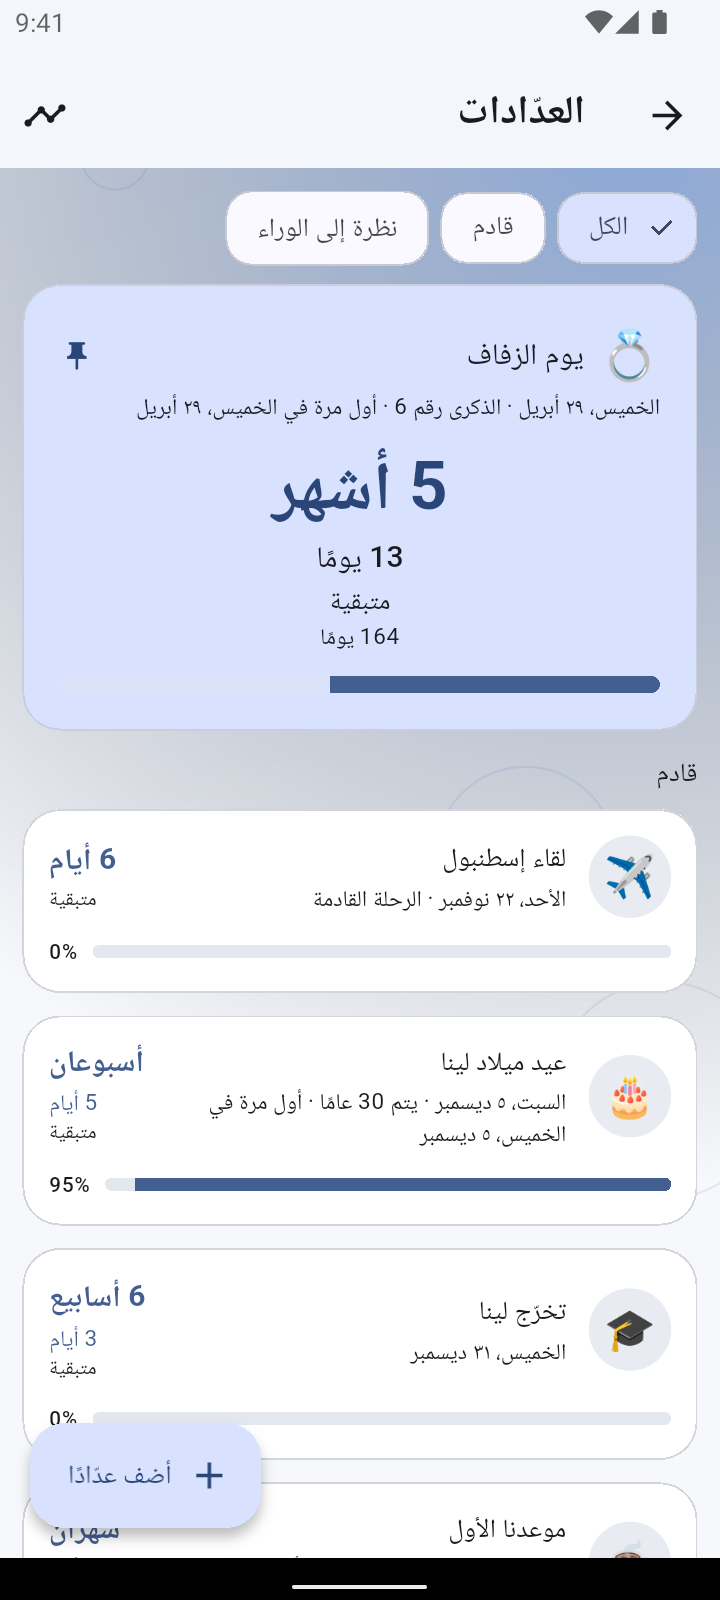 9:41
العدّادات
الكل
قادم
نظرة إلى الوراء
يوم الزفاف
الخميس، ٢٩ أبريل · الذكرى رقم 6 · أول مرة في الخميس، ٢٩ أبريل
5 أشهر
13 يومًا
متبقية
164 يومًا
قادم
لقاء إسطنبول
6 أيام
الأحد، ٢٢ نوفمبر · الرحلة القادمة
متبقية
0%
عيد ميلاد لينا
أسبوعان
السبت، ٥ ديسمبر · يتم 30 عامًا · أول مرة في
الخميس، ٥ ديسمبر
5 أيام
متبقية
95%
تخرّج لينا
6 أسابيع
الخميس، ٣١ ديسمبر
3 أيام
متبقية
0%
أضف عدّادًا
موعدنا الأول
شهران